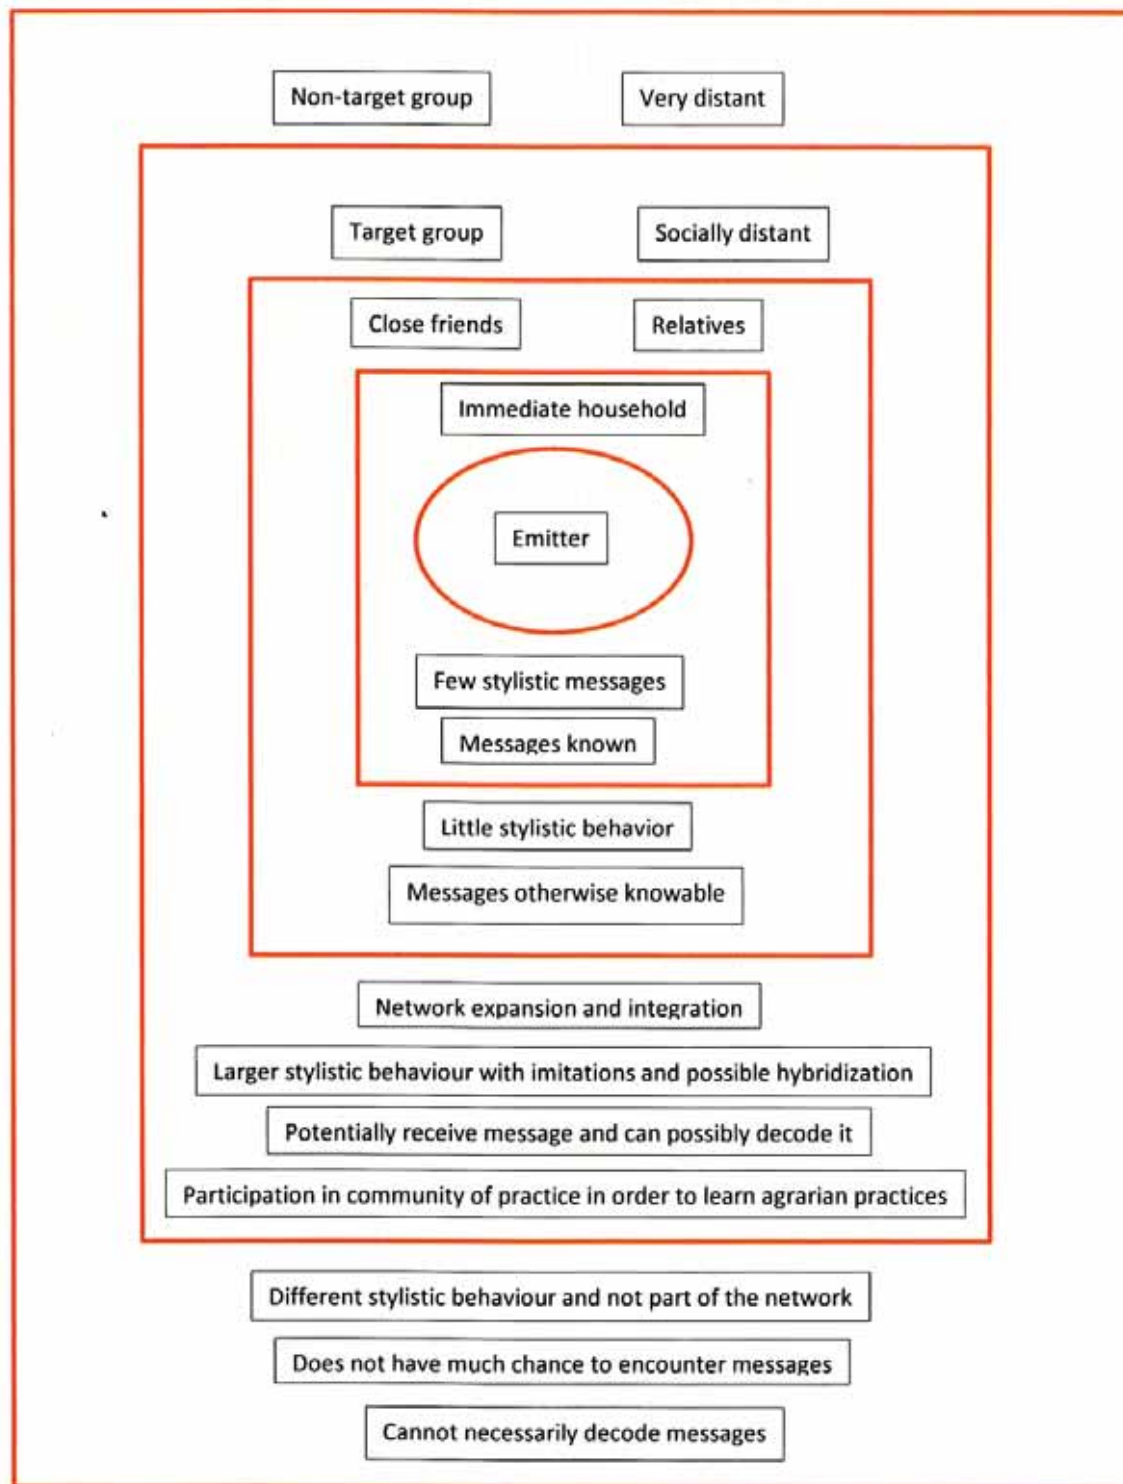 Non-target group
Very distant
Target group
Socially distant
Close friends
Relatives
Immediate household
Emitter
Few stylistic messages
Messages known
Little stylistic behavior
Messages otherwise knowable
Network expansion and integration
Larger stylistic behaviour with imitations and possible hybridization
Potentially receive message and can possibly decode it
Participation in community of practice in order to learn agrarian practices
Different stylistic behaviour and not part of the network
Does not have much chance to encounter messages
Cannot necessarily decode messages